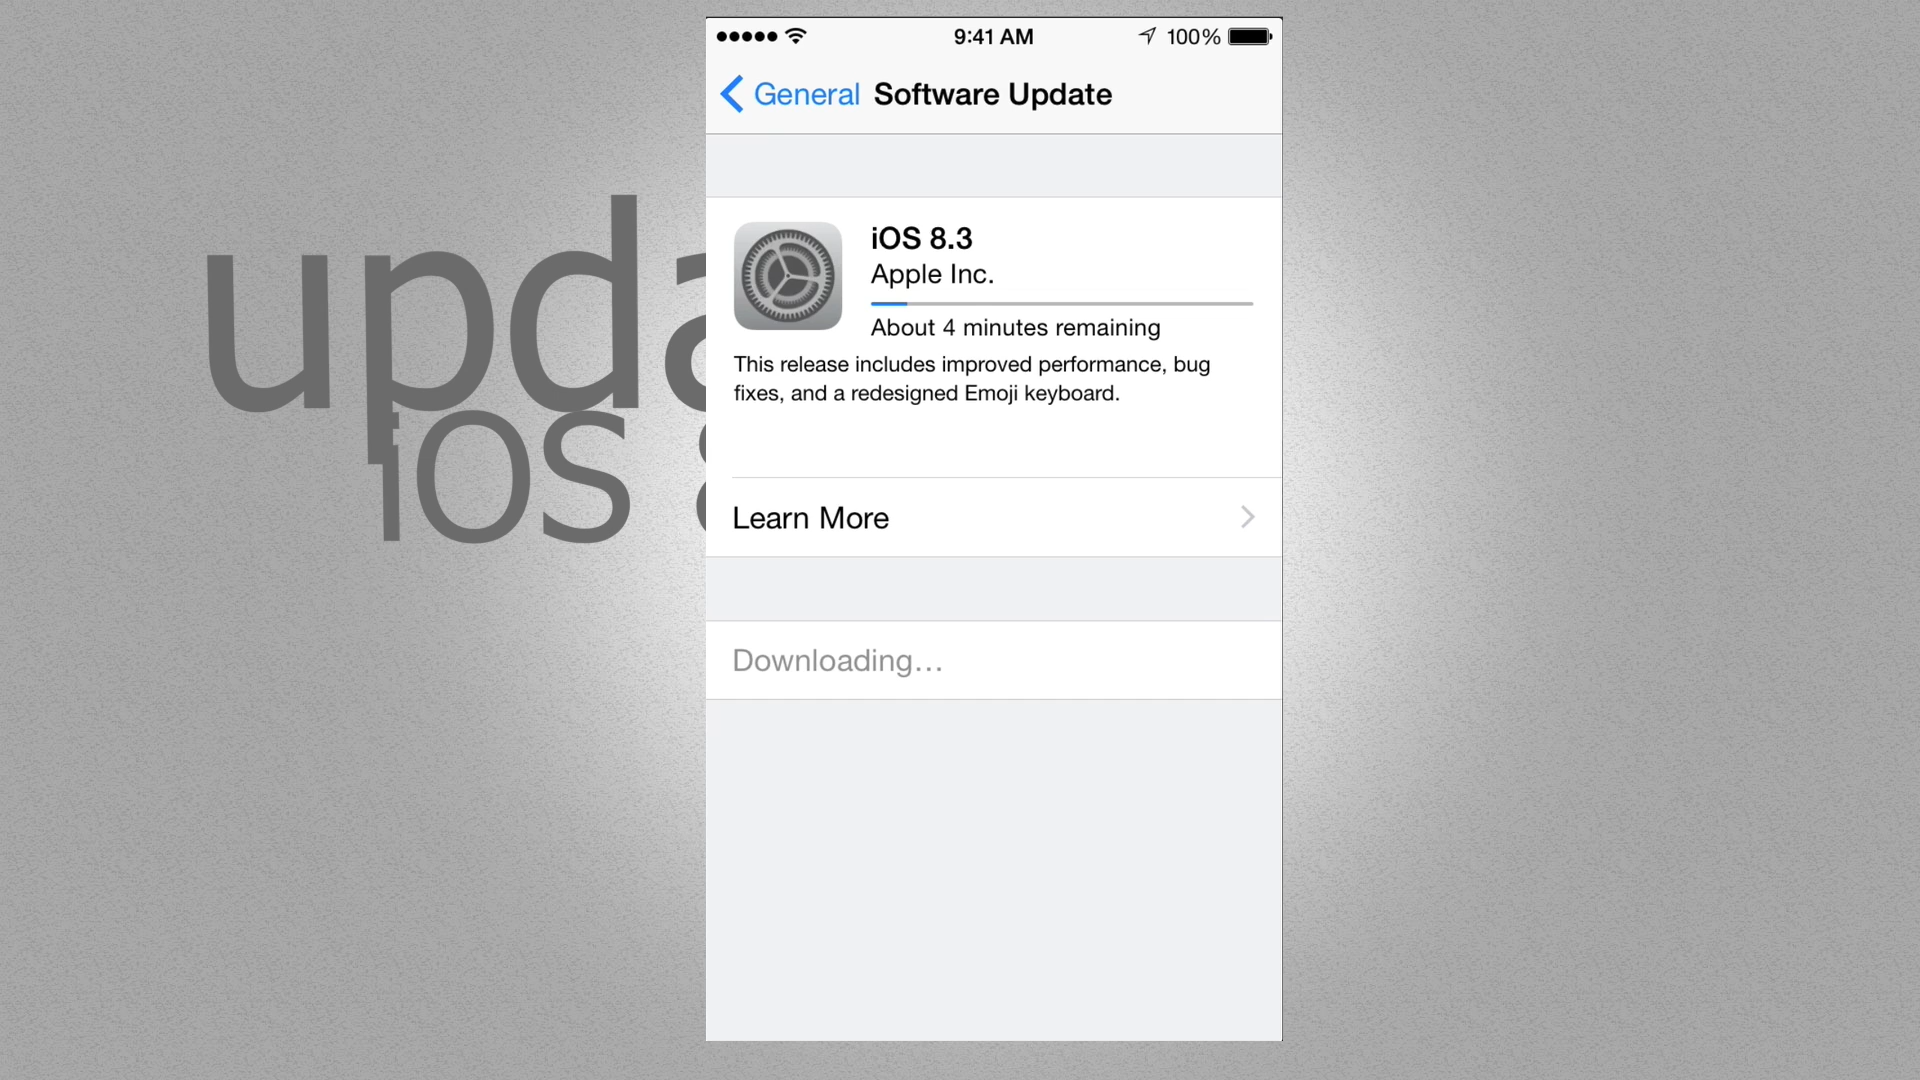 9:41 AM 100%
General Software Update
iOS 8.3
Apple Inc.
About 4 minutes remaining
This release includes improved performance, bug
fixes, and a redesigned Emoji keyboard.
Learn More
Downloading…
iOS